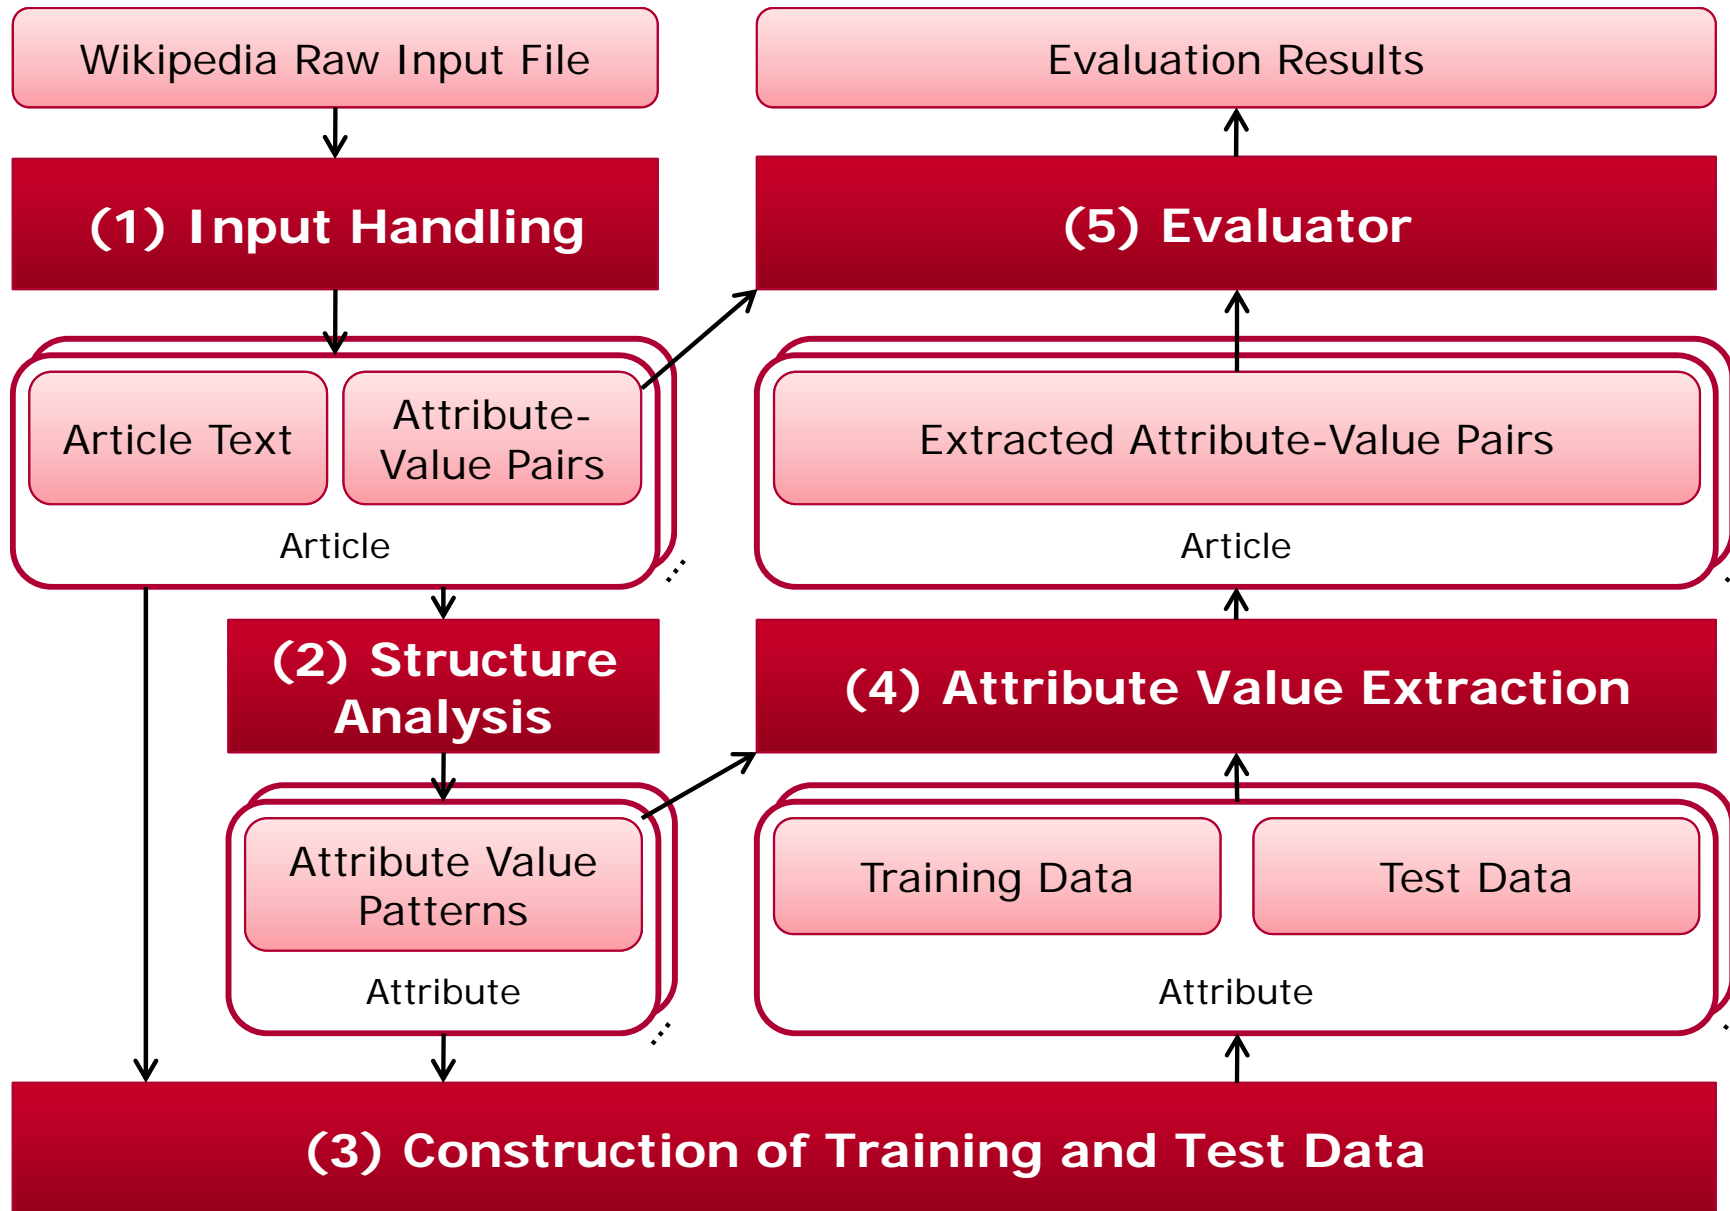 Wikipedia Raw Input File
(1) Input Handling
Article Text
Attribute-
Value Pairs
Article
(2) Structure
Analysis
Attribute Value
Patterns
Attribute
(3) Construction of Training and Test Data
Training Data
Test Data
Attribute
(4) Attribute Value Extraction
Extracted Attribute-Value Pairs
Article
(5) Evaluator
Evaluation Results